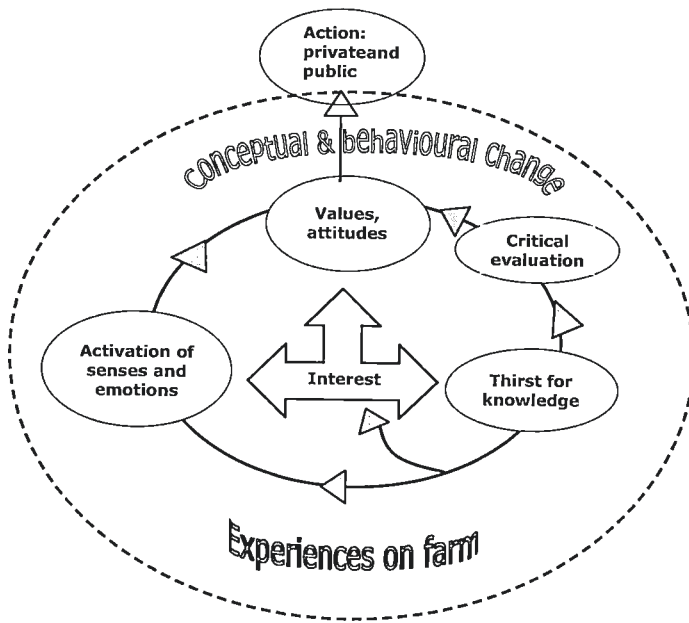 Action:
privateand
public
Conceptual & behavioural change
Values,
attitudes
Critical
evaluation
Activation of
senses and
emotions
Interest
Thirst for
knowledge
Experiences on farm